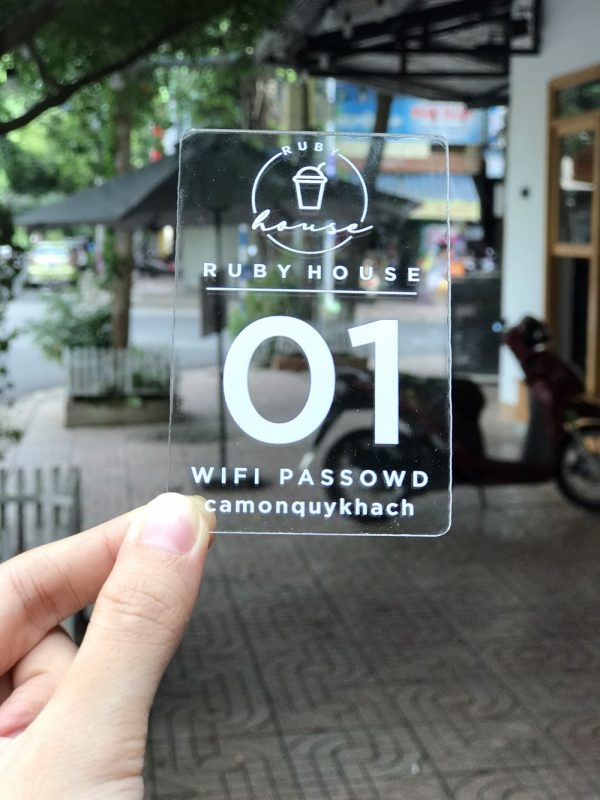 RUBY
house
RUBY HOUSE
01
WIFI PASSOWD
camonquykhach